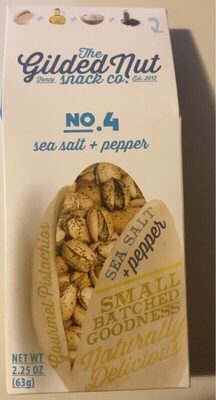 The
Gilded Nut
Fancy snack co. Est. 2012
2
NO.4
sea salt + pepper
Gourmet Pistachios
SEA SALT
+ pepper
SMALL
BATCHED
GOODNESS
Naturally
Delicious
NET WT
2.25 OZ
(63g)